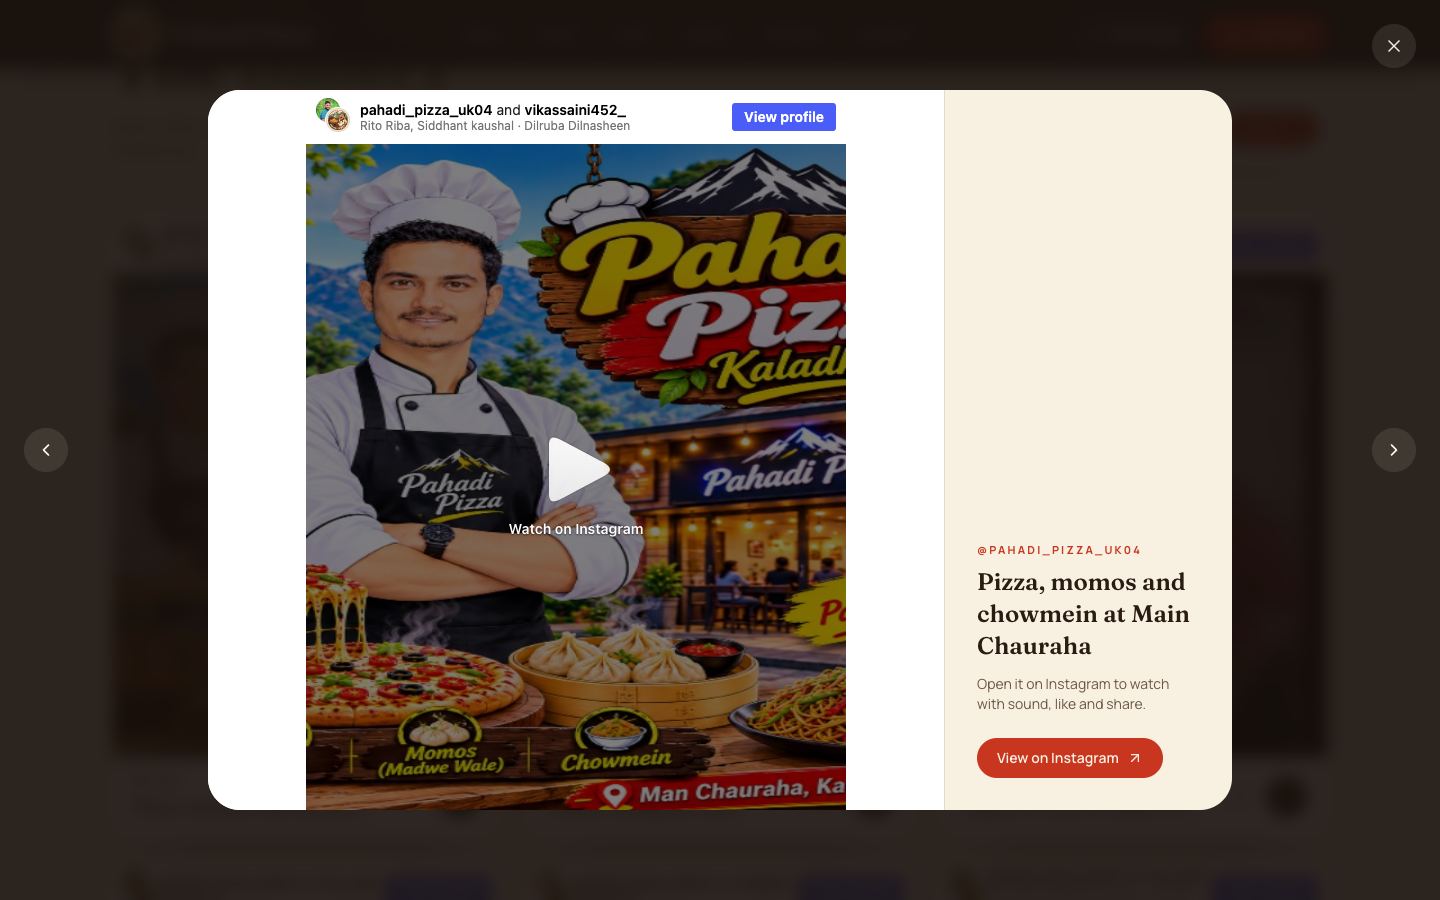 pahadi_pizza_uk04 and vikassaini452_
Rito Riba, Siddhant kaushal · Dilruba Dilnasheen
View profile
Paha
Piz
Kaladh
Pahadi P
Pahadi
Pizza
Watch on Instagram
Pa
Momos
(Madwe Wale)
Chowmein
Man Chauraha, Ka
@PAHADI_PIZZA_UK04
Pizza, momos and
chowmein at Main
Chauraha
Open it on Instagram to watch
with sound, like and share.
View on Instagram